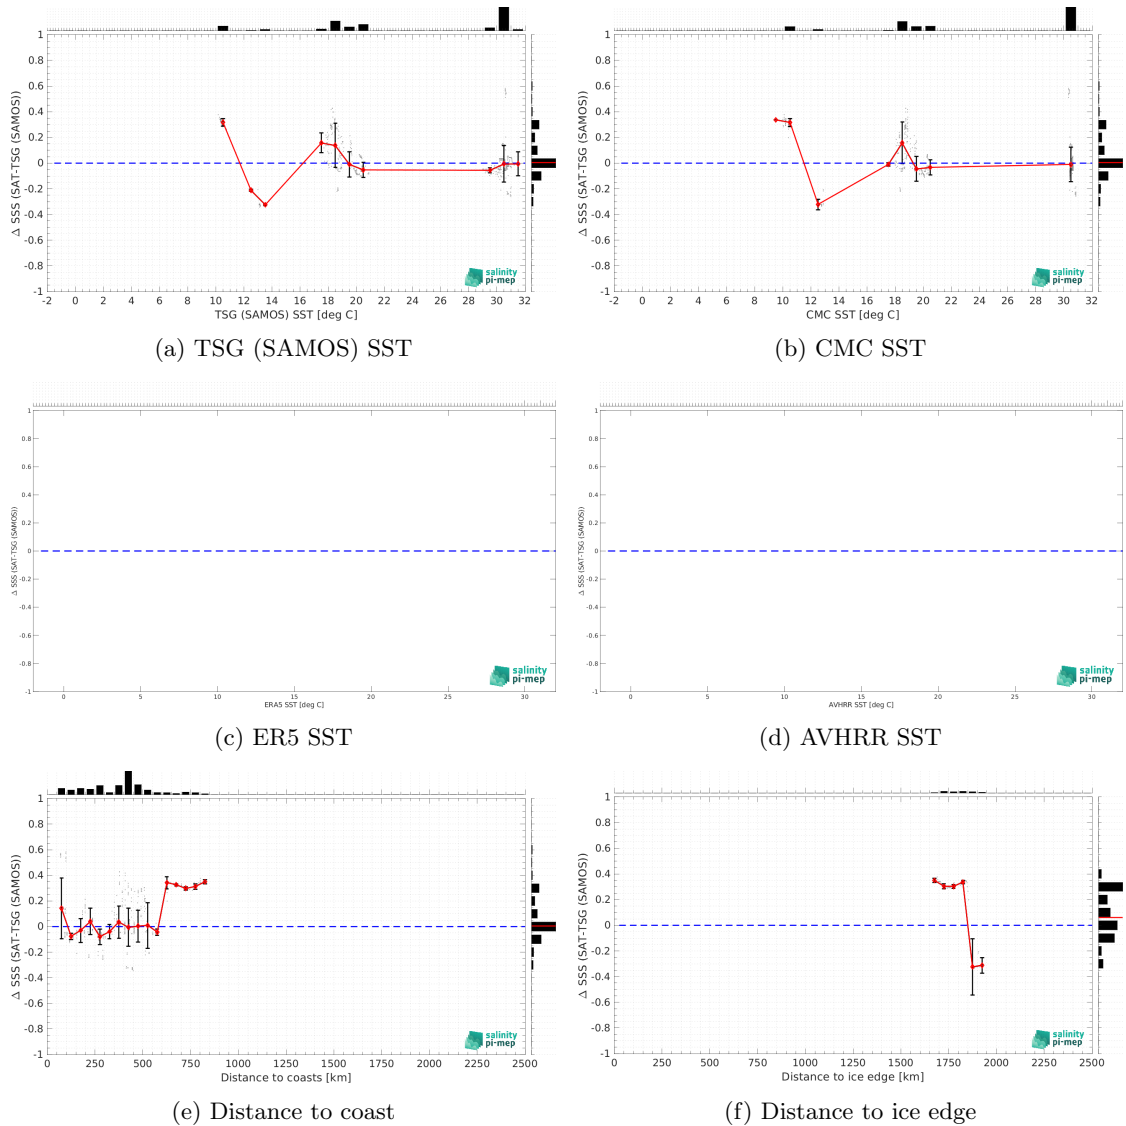 1
0.8
0.6
0.4
0.2
0
-0.2
-0.4
-0.6
-0.8
-1
Δ SSS (SAT-TSG (SAMOS))
-2 0 2 4 6 8 10 12 14 16 18 20 22 24 26 28 30 32
TSG (SAMOS) SST [deg C]
salinity
pi-mep
(a) TSG (SAMOS) SST
1
0.8
0.6
0.4
0.2
0
-0.2
-0.4
-0.6
-0.8
-1
Δ SSS (SAT-TSG (SAMOS))
-2 0 2 4 6 8 10 12 14 16 18 20 22 24 26 28 30 32
CMC SST [deg C]
salinity
pi-mep
(b) CMC SST
1
0.8
0.6
0.4
0.2
0
-0.2
-0.4
-0.6
-0.8
-1
Δ SSS (SAT-TSG (SAMOS))
0 5 10 15 20 25 30
ERA5 SST [deg C]
salinity
pi-mep
(c) ER5 SST
1
0.8
0.6
0.4
0.2
0
-0.2
-0.4
-0.6
-0.8
-1
Δ SSS (SAT-TSG (SAMOS))
0 5 10 15 20 25 30
AVHRR SST [deg C]
salinity
pi-mep
(d) AVHRR SST
1
0.8
0.6
0.4
0.2
0
-0.2
-0.4
-0.6
-0.8
-1
Δ SSS (SAT-TSG (SAMOS))
0 250 500 750 1000 1250 1500 1750 2000 2250 2500
Distance to coasts [km]
salinity
pi-mep
(e) Distance to coast
1
0.8
0.6
0.4
0.2
0
-0.2
-0.4
-0.6
-0.8
-1
Δ SSS (SAT-TSG (SAMOS))
0 250 500 750 1000 1250 1500 1750 2000 2250 2500
Distance to ice edge [km]
salinity
pi-mep
(f) Distance to ice edge